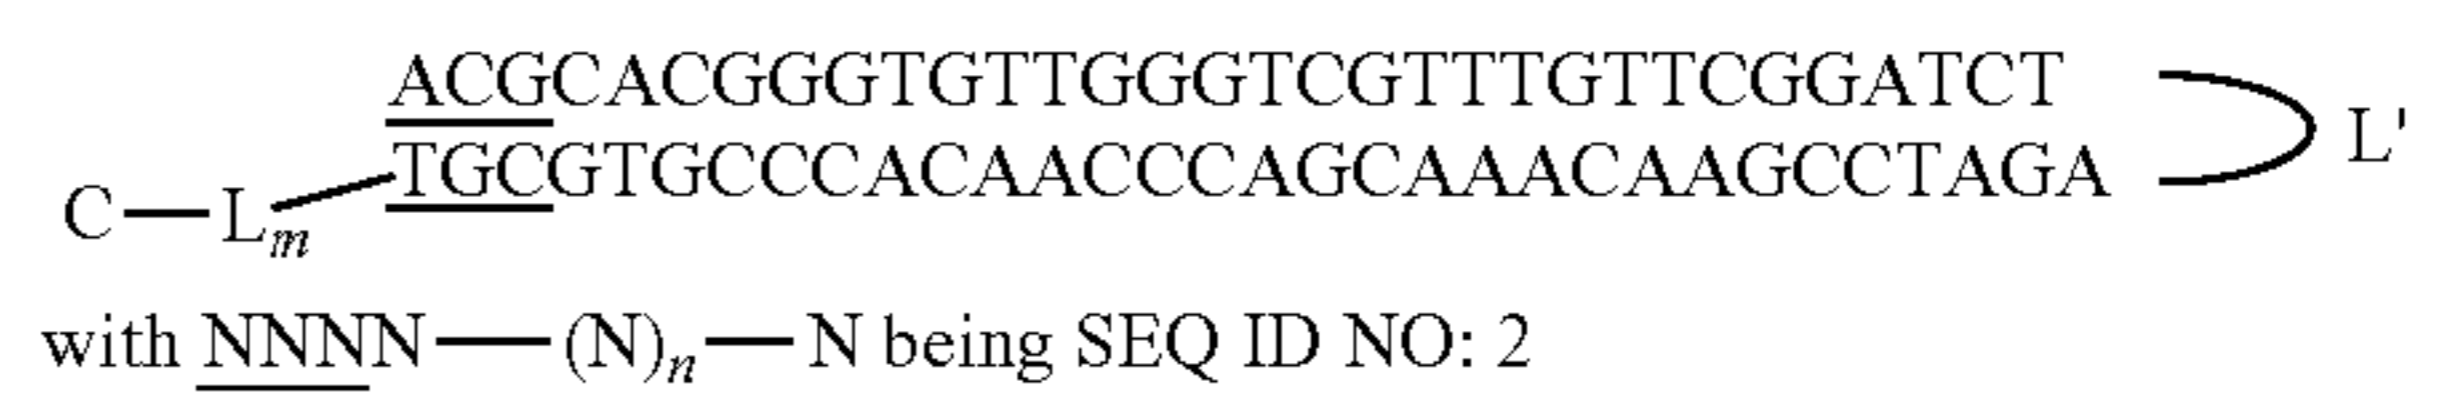 ACGCACGGGTGTTGGGTCGTTTGTTCGGATCT
L'
TGCGTGCCCACAACCCAGCAAACAAGCCTAGA
C—Lm
with NNNN—(N)n—N being SEQ ID NO: 2